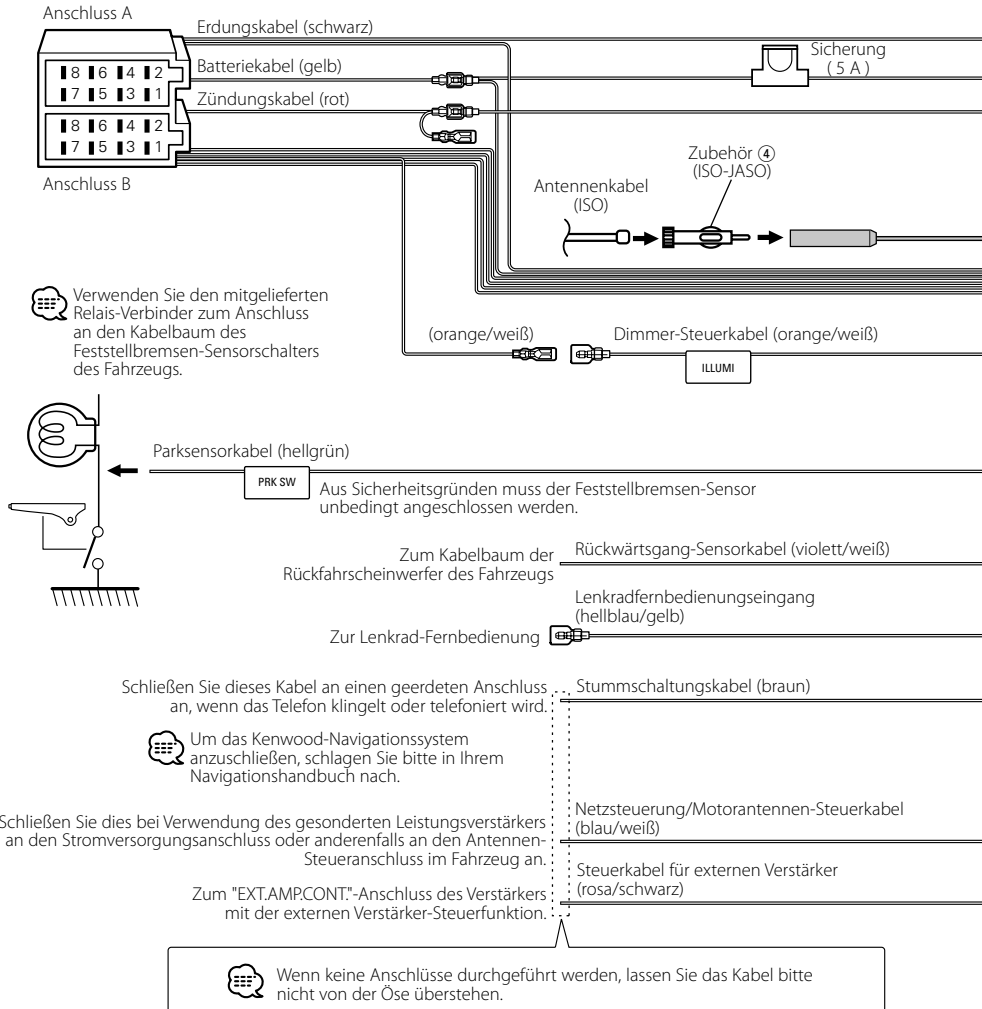 Anschluss A
Erdungskabel (schwarz)
Batteriekabel (gelb)
Sicherung
( 5 A )
8 6 4 2
7 5 3 1
Zündungskabel (rot)
8 6 4 2
7 5 3 1
Anschluss B
Zubehör ④
(ISO-JASO)
Antennenkabel
(ISO)
Verwenden Sie den mitgelieferten
Relais-Verbinder zum Anschluss
an den Kabelbaum des
Feststellbremsen-Sensorschalters
des Fahrzeugs.
(orange/weiß)
Dimmer-Steuerkabel (orange/weiß)
ILLUMI
Parksensorkabel (hellgrün)
PRK SW
Aus Sicherheitsgründen muss der Feststellbremsen-Sensor
unbedingt angeschlossen werden.
Zum Kabelbaum der
Rückfahrscheinwerfer des Fahrzeugs
Rückwärtsgang-Sensorkabel (violett/weiß)
Lenkradfernbedienungseingang
(hellblau/gelb)
Zur Lenkrad-Fernbedienung
Schließen Sie dieses Kabel an einen geerdeten Anschluss
an, wenn das Telefon klingelt oder telefoniert wird.
Stummschaltungskabel (braun)
Um das Kenwood-Navigationssystem
anzuschließen, schlagen Sie bitte in Ihrem
Navigationshandbuch nach.
Schließen Sie dies bei Verwendung des gesonderten Leistungsverstärkers
an den Stromversorgungsanschluss oder anderenfalls an den Antennen-
Steueranschluss im Fahrzeug an.
Netzsteuerung/Motorantennen-Steuerkabel
(blau/weiß)
Zum "EXT.AMP.CONT."-Anschluss des Verstärkers
mit der externen Verstärker-Steuerfunktion.
Steuerkabel für externen Verstärker
(rosa/schwarz)
Wenn keine Anschlüsse durchgeführt werden, lassen Sie das Kabel bitte
nicht von der Öse überstehen.